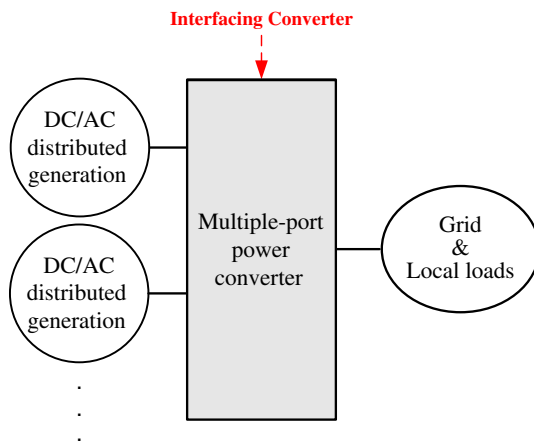 Interfacing Converter
DC/AC
distributed
generation
Multiple-port
power
converter
Grid
&
Local loads
DC/AC
distributed
generation
.
.
.